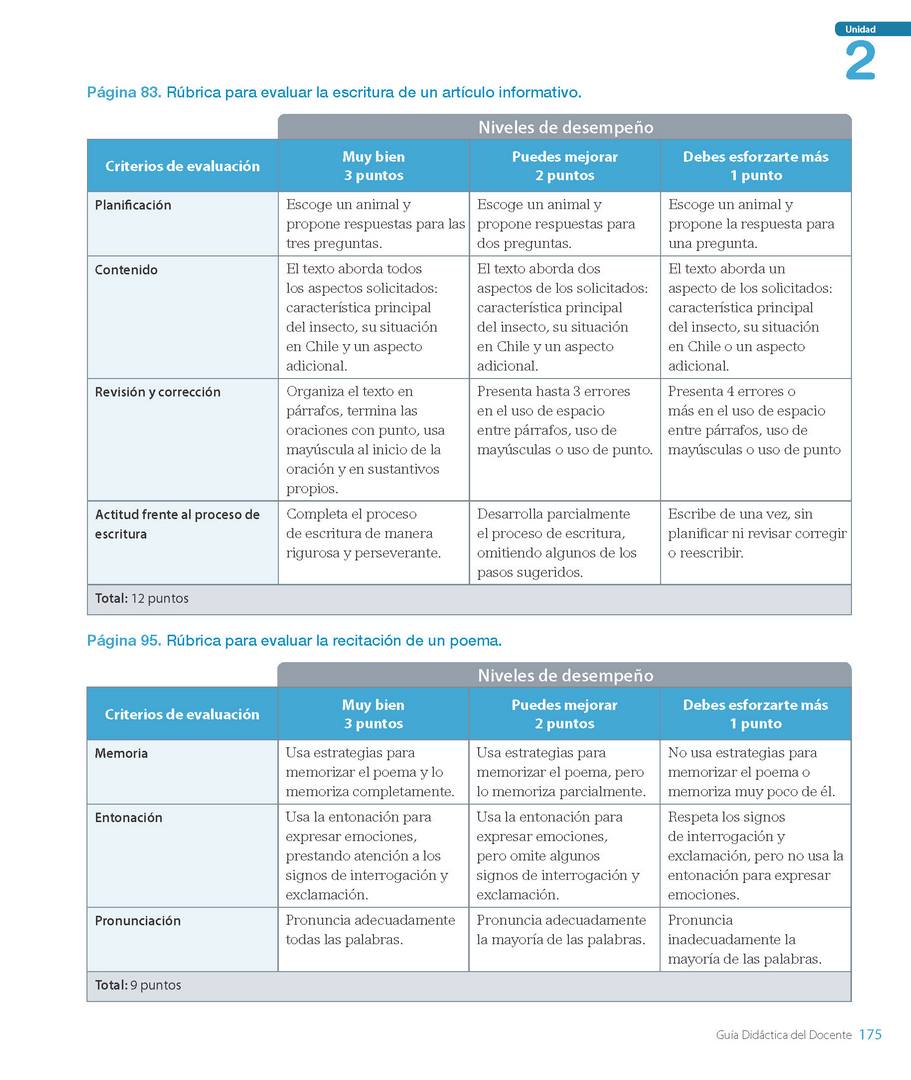 Unidad
2
Página 83. Rúbrica para evaluar la escritura de un artículo informativo.
Niveles de desempeño
Criterios de evaluación
Muy bien
3 puntos
Puedes mejorar
2 puntos
Debes esforzarte más
1 punto
Planificación
Escoge un animal y
propone respuestas para las
tres preguntas.
Escoge un animal y
propone respuestas para
dos preguntas.
Escoge un animal y
propone la respuesta para
una pregunta.
Contenido
El texto aborda todos
los aspectos solicitados:
característica principal
del insecto, su situación
en Chile y un aspecto
adicional.
El texto aborda dos
aspectos de los solicitados:
característica principal
del insecto, su situación
en Chile y un aspecto
adicional.
El texto aborda un
aspecto de los solicitados:
característica principal
del insecto, su situación
en Chile o un aspecto
adicional.
Revisión y corrección
Organiza el texto en
párrafos, termina las
oraciones con punto, usa
mayúscula al inicio de la
oración y en sustantivos
propios.
Presenta hasta 3 errores
en el uso de espacio
entre párrafos, uso de
mayúsculas o uso de punto.
Presenta 4 errores o
más en el uso de espacio
entre párrafos, uso de
mayúsculas o uso de punto
Actitud frente al proceso de
escritura
Completa el proceso
de escritura de manera
rigurosa y perseverante.
Desarrolla parcialmente
el proceso de escritura,
omitiendo algunos de los
pasos sugeridos.
Escribe de una vez, sin
planificar ni revisar corregir
o reescribir.
Total: 12 puntos
Página 95. Rúbrica para evaluar la recitación de un poema.
Niveles de desempeño
Criterios de evaluación
Muy bien
3 puntos
Puedes mejorar
2 puntos
Debes esforzarte más
1 punto
Memoria
Usa estrategias para
memorizar el poema y lo
memoriza completamente.
Usa estrategias para
memorizar el poema, pero
lo memoriza parcialmente.
No usa estrategias para
memorizar el poema o
memoriza muy poco de él.
Entonación
Usa la entonación para
expresar emociones,
prestando atención a los
signos de interrogación y
exclamación.
Usa la entonación para
expresar emociones,
pero omite algunos
signos de interrogación y
exclamación.
Respeta los signos
de interrogación y
exclamación, pero no usa la
entonación para expresar
emociones.
Pronunciación
Pronuncia adecuadamente
todas las palabras.
Pronuncia adecuadamente
la mayoría de las palabras.
Pronuncia
inadecuadamente la
mayoría de las palabras.
Total: 9 puntos
Guía Didáctica del Docente 175